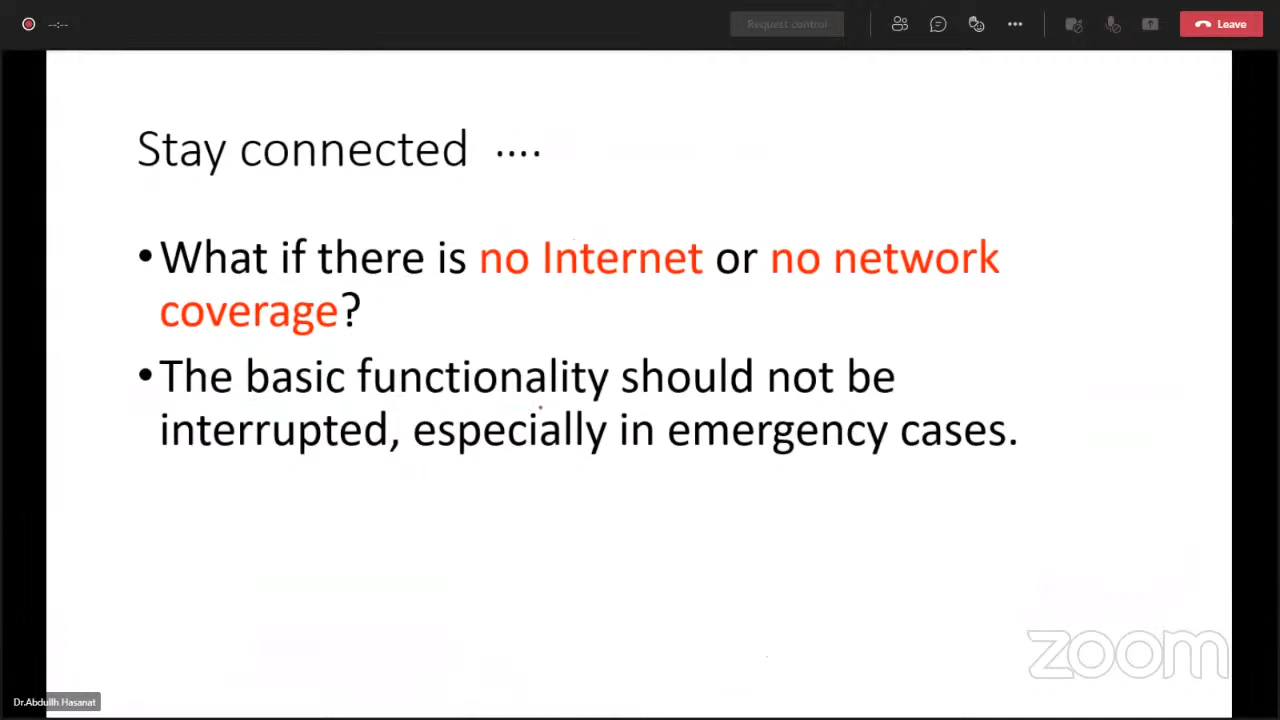 --:--
Request control
Leave
Stay connected ....
•What if there is no Internet or no network
coverage?
•The basic functionality should not be
interrupted, especially in emergency cases.
zoom
Dr.Abdullh Hasanat